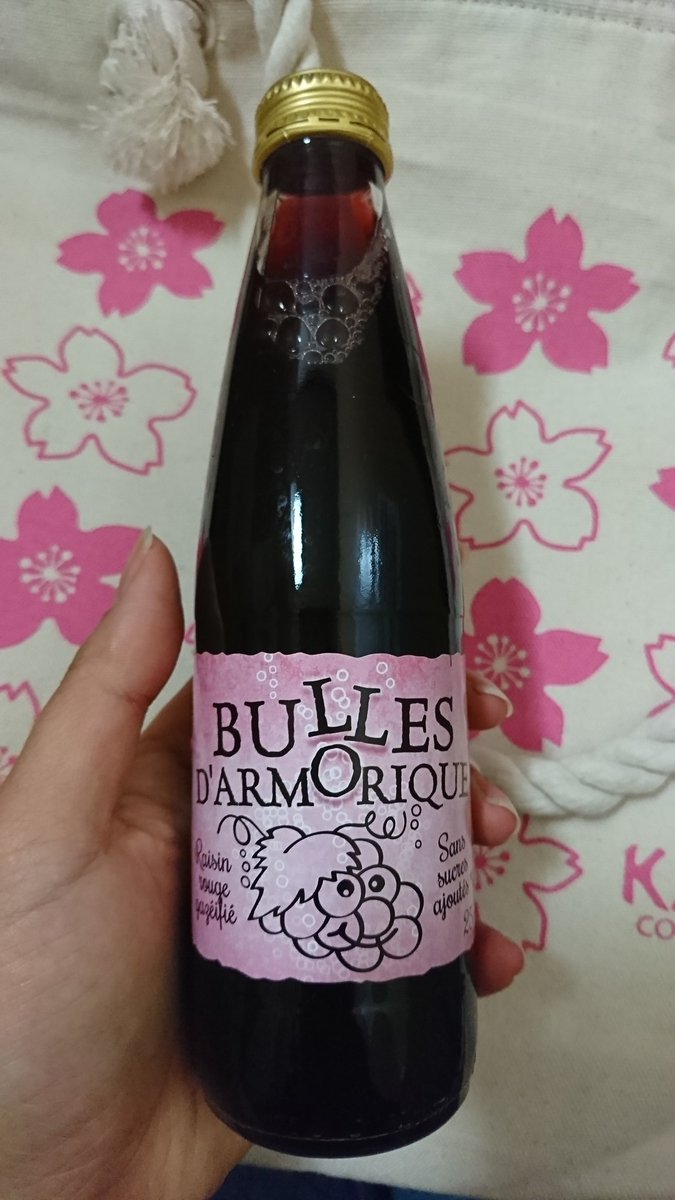 BULLES
D'ARMORIQUE
Raisin
rouge
gazéifié
Sans
sucres
ajoutés